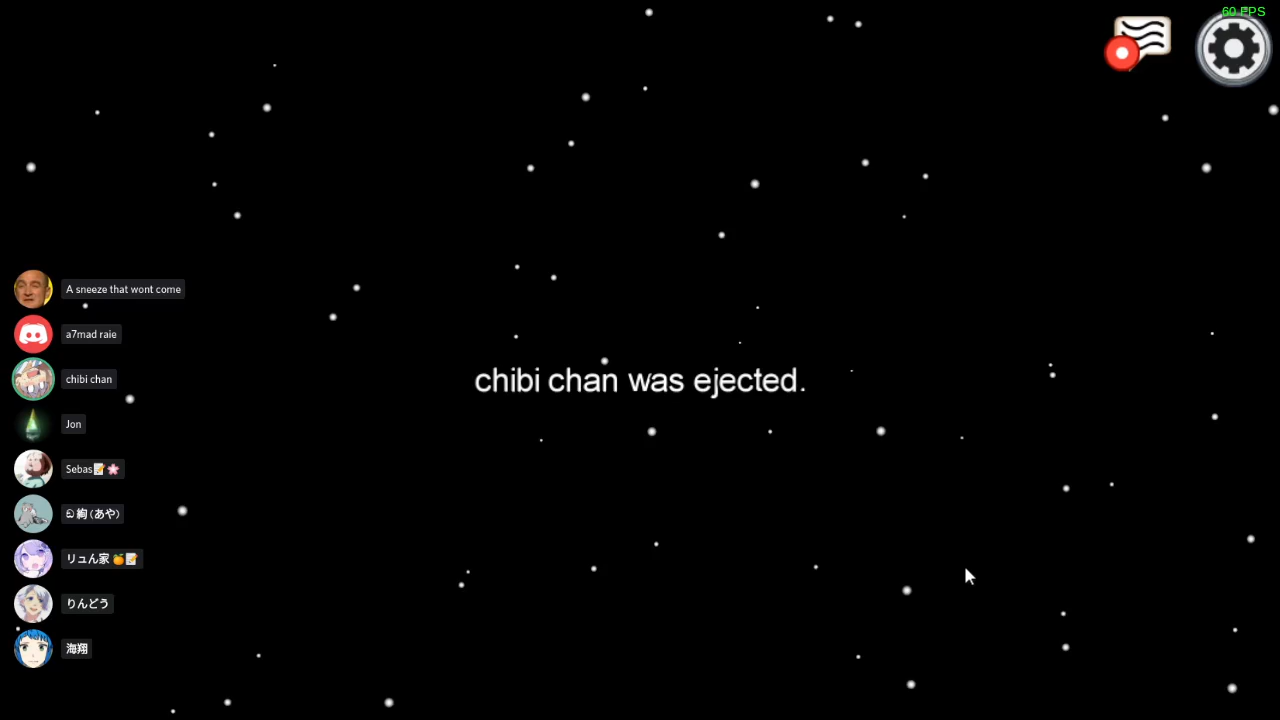 60 FPS
A sneeze that wont come
a7mad raie
chibi chan
chibi chan was ejected.
Jon
Sebas📝🌸
絢 (あや)
リュん家 🍊📝
りんどう
海翔